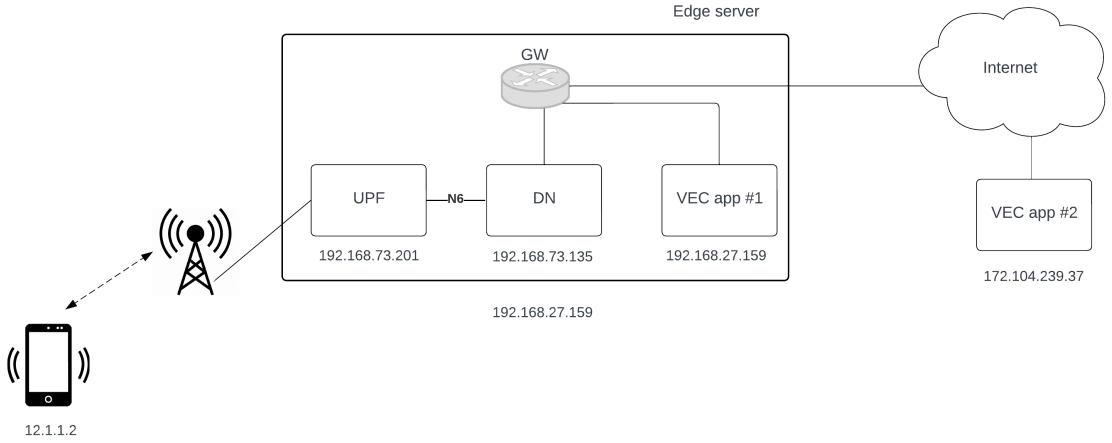 Edge server
GW
Internet
UPF
N6
DN
VEC app #1
VEC app #2
192.168.73.201
192.168.73.135
192.168.27.159
172.104.239.37
192.168.27.159
12.1.1.2